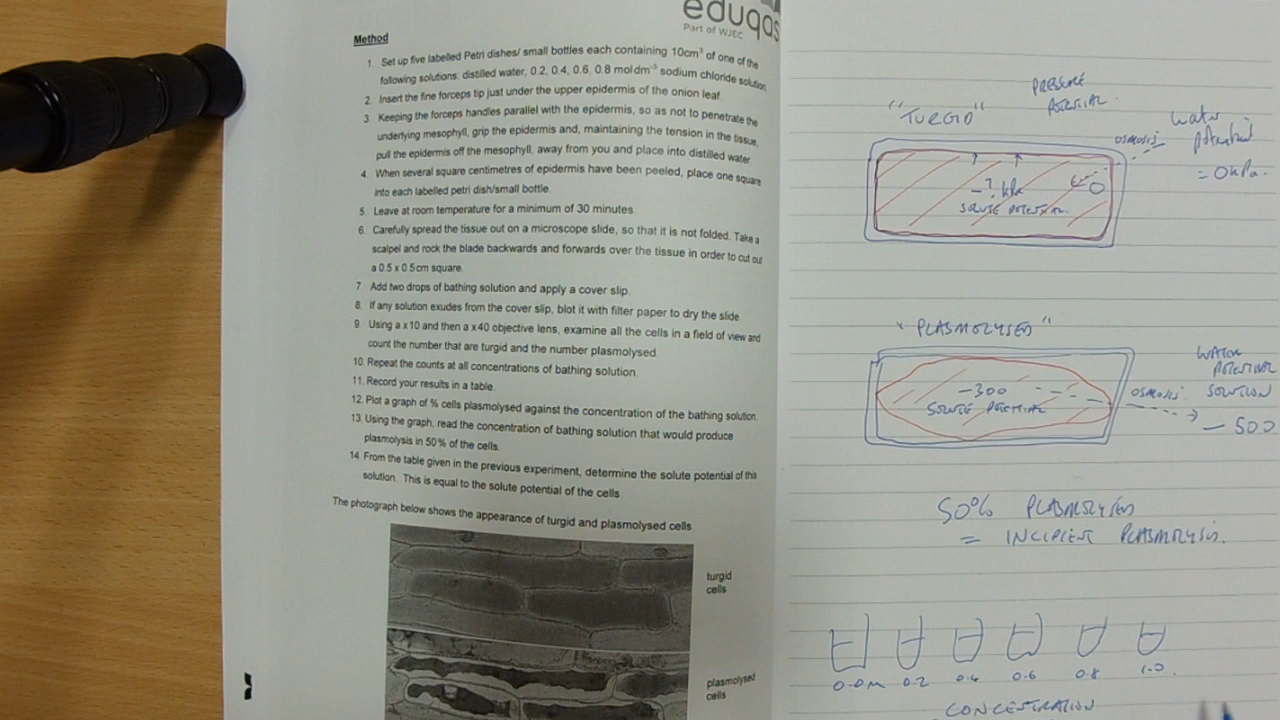 eduqas
Part of WJEC
Method
1. Set up five labelled Petri dishes/ small bottles each containing 10cm³ of one of the
following solutions: distilled water, 0.2, 0.4, 0.6, 0.8 moldm⁻³ sodium chloride solution
2. Insert the fine forceps tip just under the upper epidermis of the onion leaf
3. Keeping the forceps handles parallel with the epidermis, so as not to penetrate the
underlying mesophyll, grip the epidermis and, maintaining the tension in the tissue,
pull the epidermis off the mesophyll, away from you and place into distilled water
4. When several square centimetres of epidermis have been peeled, place one square
into each labelled petri dish/small bottle.
5. Leave at room temperature for a minimum of 30 minutes
6. Carefully spread the tissue out on a microscope slide, so that it is not folded. Take a
scalpel and rock the blade backwards and forwards over the tissue in order to cut out
a 0.5 x 0.5cm square.
7. Add two drops of bathing solution and apply a cover slip.
8. If any solution exudes from the cover slip, blot it with filter paper to dry the slide
9. Using a x10 and then a x40 objective lens, examine all the cells in a field of view and
count the number that are turgid and the number plasmolysed.
10. Repeat the counts at all concentrations of bathing solution.
11. Record your results in a table.
12. Plot a graph of % cells plasmolysed against the concentration of the bathing solution.
13. Using the graph, read the concentration of bathing solution that would produce
plasmolysis in 50% of the cells.
14. From the table given in the previous experiment, determine the solute potential of this
solution. This is equal to the solute potential of the cells
The photograph below shows the appearance of turgid and plasmolysed cells
turgid
cells
plasmolysed
cells
"TURGID"
PRESSURE
POTENTIAL.
OSMOSIS
Water
potential
= 0kPa.
-? kPa
SOLUTE POTENTIAL.
"PLASMOLYSED"
-300
SOLUTE POTENTIAL
OSMOSIS
WATER
POTENTIAL
SOLUTION
- 500
50% PLASMOLYSED
= INCIPIENT PLASMOLYSIS.
0.0M 0.2 0.4 0.6 0.8 1.0
CONCENTRATION